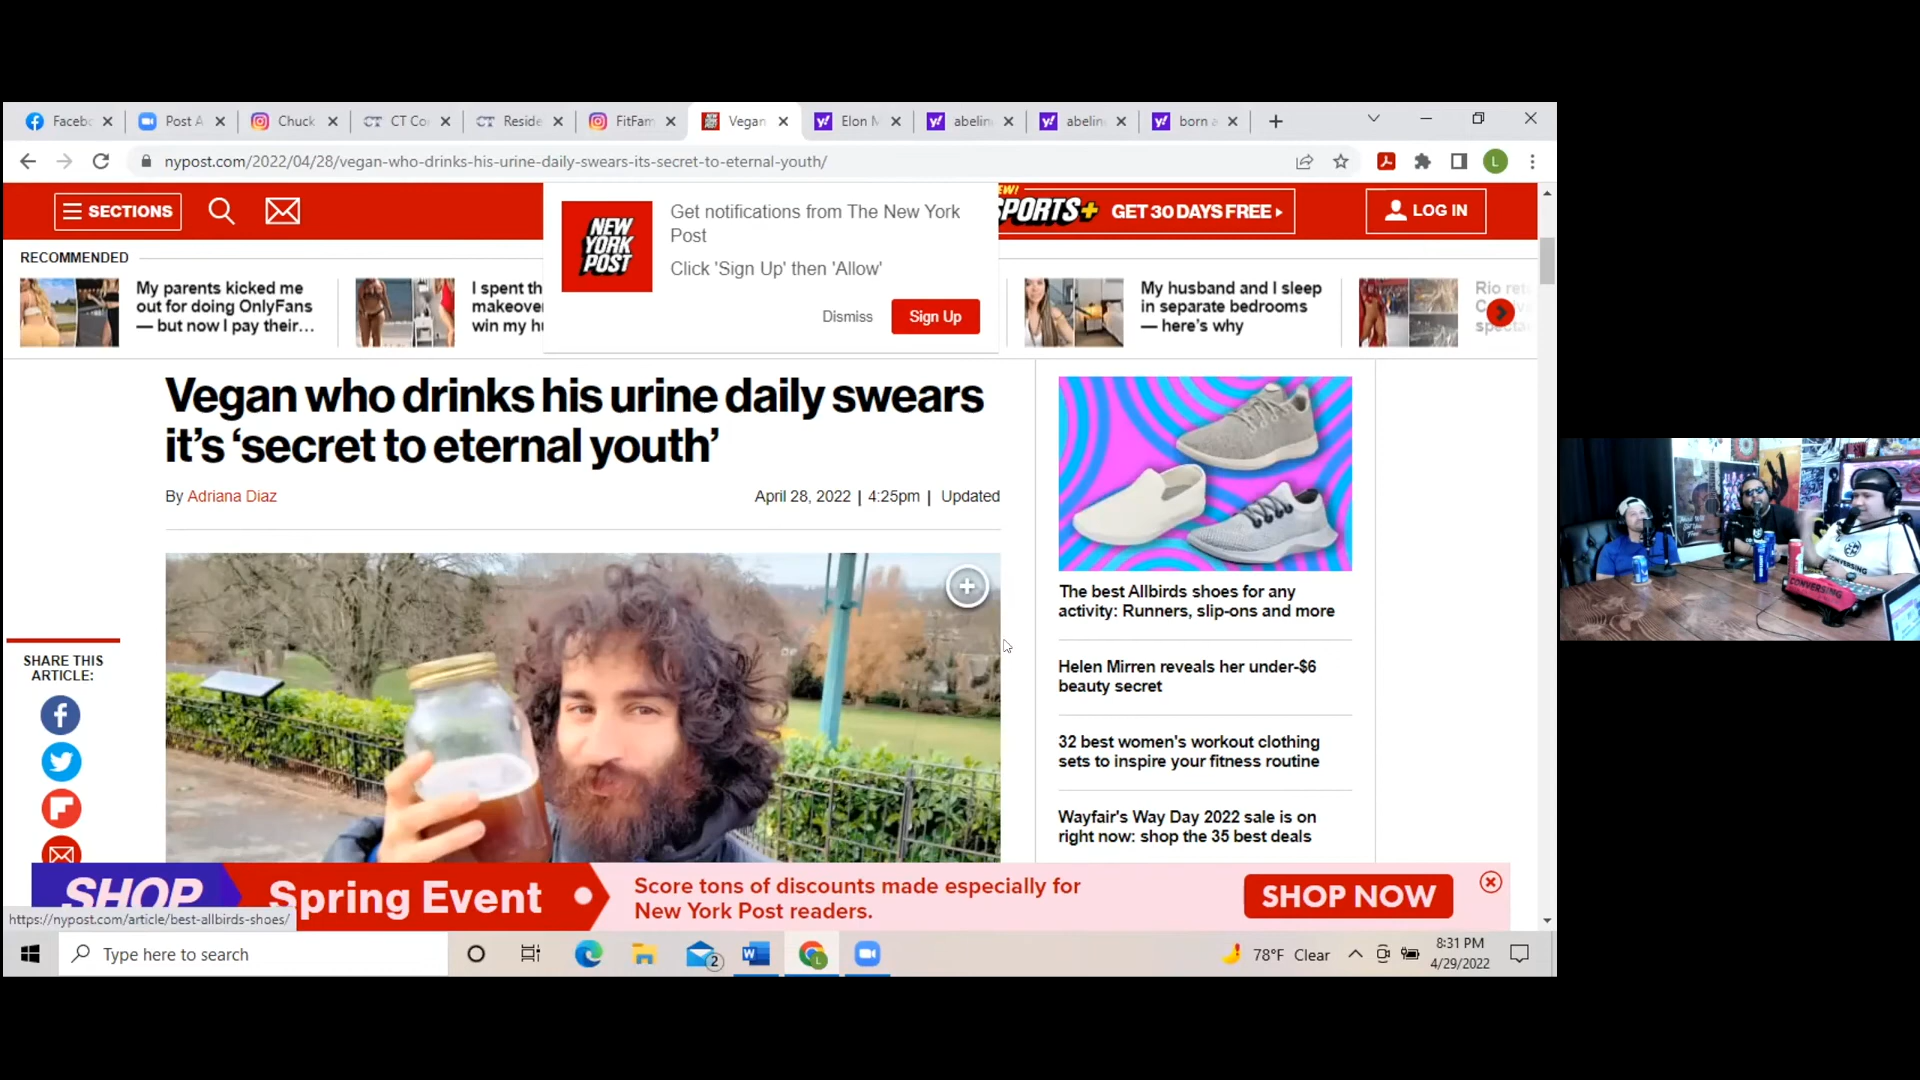 Faceb
Post A
Chuck
CT Co
Reside
FitFam
Vegan
Elon M
abelin
abelin
born a
nypost.com/2022/04/28/vegan-who-drinks-his-urine-daily-swears-its-secret-to-eternal-youth/
L
SECTIONS
NEW YORK POST
Get notifications from The New York
Post
Click 'Sign Up' then 'Allow'
Dismiss
Sign Up
SPORTS+ GET 30 DAYS FREE
LOG IN
RECOMMENDED
My parents kicked me
out for doing OnlyFans
— but now I pay their...
I spent th
makeover
win my h
My husband and I sleep
in separate bedrooms
— here's why
Rio ret
Vegan who drinks his urine daily swears
it's 'secret to eternal youth'
By Adriana Diaz
April 28, 2022 | 4:25pm | Updated
SHARE THIS
ARTICLE:
The best Allbirds shoes for any
activity: Runners, slip-ons and more
Helen Mirren reveals her under-$6
beauty secret
32 best women's workout clothing
sets to inspire your fitness routine
Wayfair's Way Day 2022 sale is on
right now: shop the 35 best deals
SHOP
Spring Event
Score tons of discounts made especially for
New York Post readers.
SHOP NOW
https://nypost.com/article/best-allbirds-shoes/
Type here to search
2
78°F Clear
8:31 PM
4/29/2022
CONVERSING